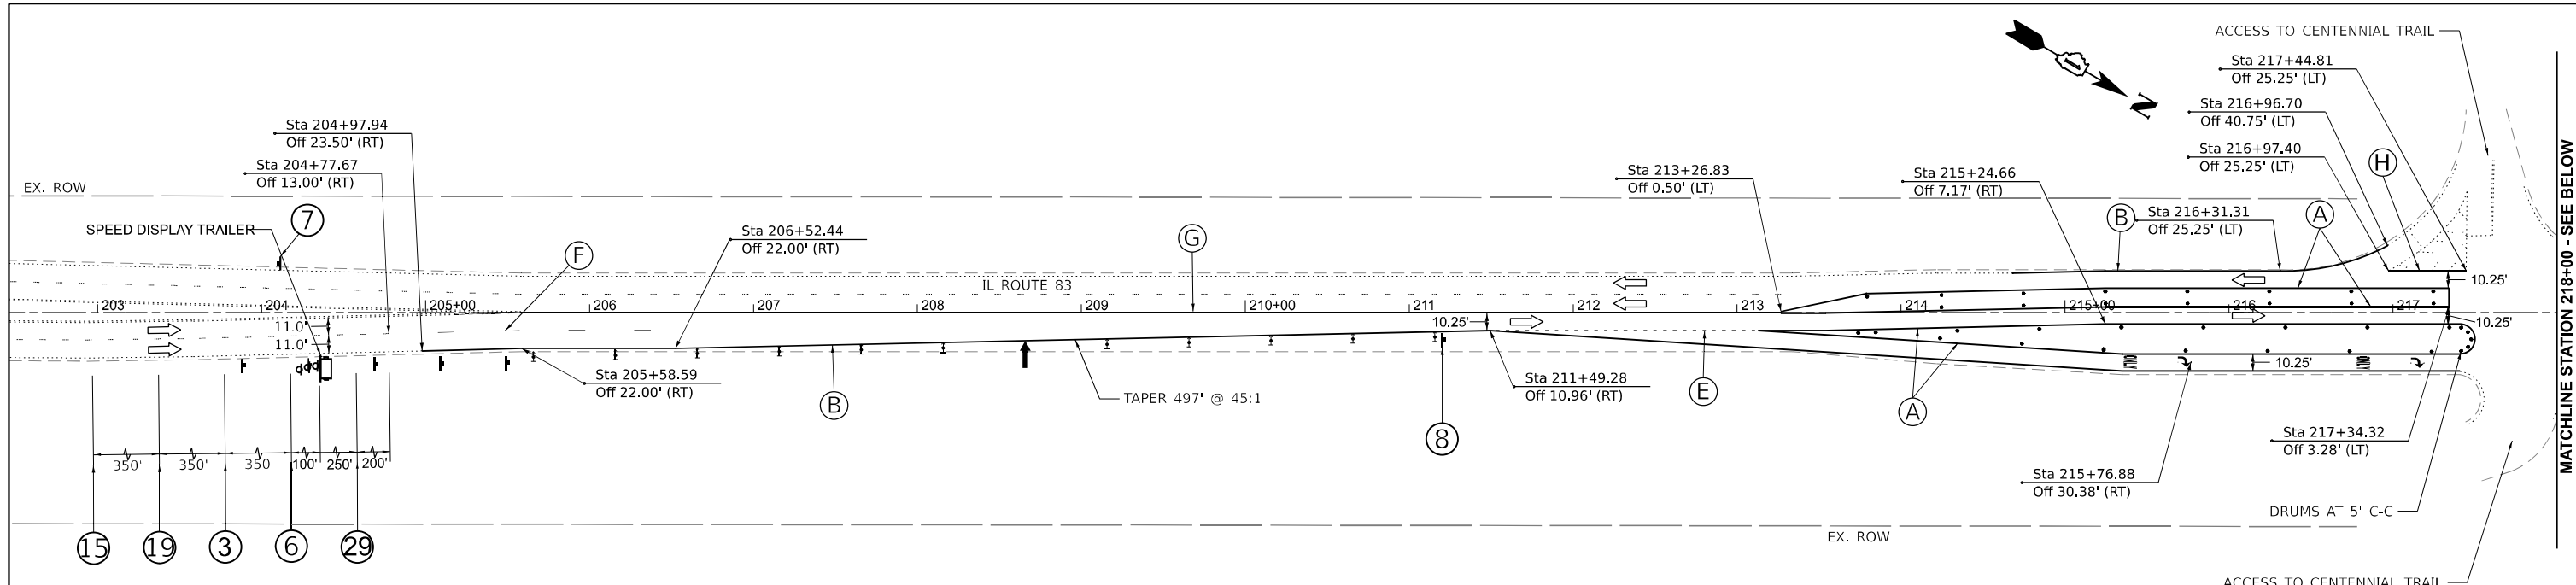 ACCESS TO CENTENNIAL TRAIL
Sta 217+44.81
Off 25.25' (LT)
Sta 216+96.70
Off 40.75' (LT)
Sta 204+97.94
Off 23.50' (RT)
Sta 216+97.40
Off 25.25' (LT)
H
Sta 204+77.67
Off 13.00' (RT)
Sta 213+26.83
Off 0.50' (LT)
Sta 215+24.66
Off 7.17' (RT)
EX. ROW
N
7
SPEED DISPLAY TRAILER
Sta 206+52.44
Off 22.00' (RT)
F
G
B
Sta 216+31.31
Off 25.25' (LT)
A
IL ROUTE 83
10.25'
203
204
205+00
206
207
208
209
210+00
211
212
213
214
215+00
216
217
11.0'
11.0'
10.25'
10.25'
10.25'
Sta 205+58.59
Off 22.00' (RT)
B
TAPER 497' @ 45:1
Sta 211+49.28
Off 10.96' (RT)
E
A
8
Sta 217+34.32
Off 3.28' (LT)
350'
350'
350'
100'
250'
200'
Sta 215+76.88
Off 30.38' (RT)
DRUMS AT 5' C-C
EX. ROW
15
19
3
6
29
MATCHLINE STATION 218+00 - SEE BELOW
ACCESS TO CENTENNIAL TRAIL